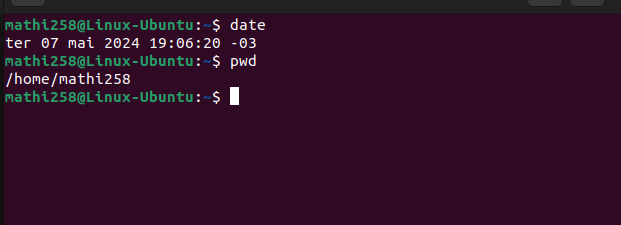 mathi258@Linux-Ubuntu:~$ date
ter 07 mai 2024 19:06:20 -03
mathi258@Linux-Ubuntu:~$ pwd
/home/mathi258
mathi258@Linux-Ubuntu:~$